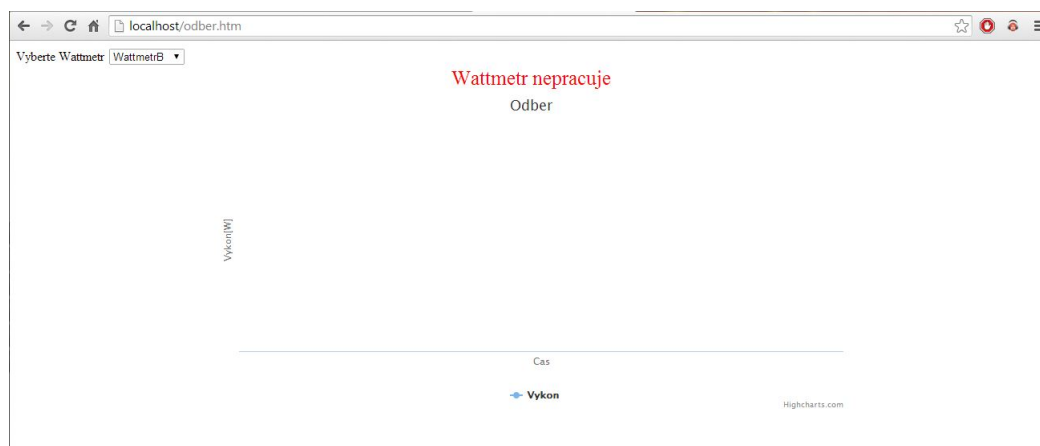 localhost/odber.htm
Vyberte Wattmetr WattmetrB
Wattmetr nepracuje
Odber
Vykon[W]
Cas
Vykon
Highcharts.com